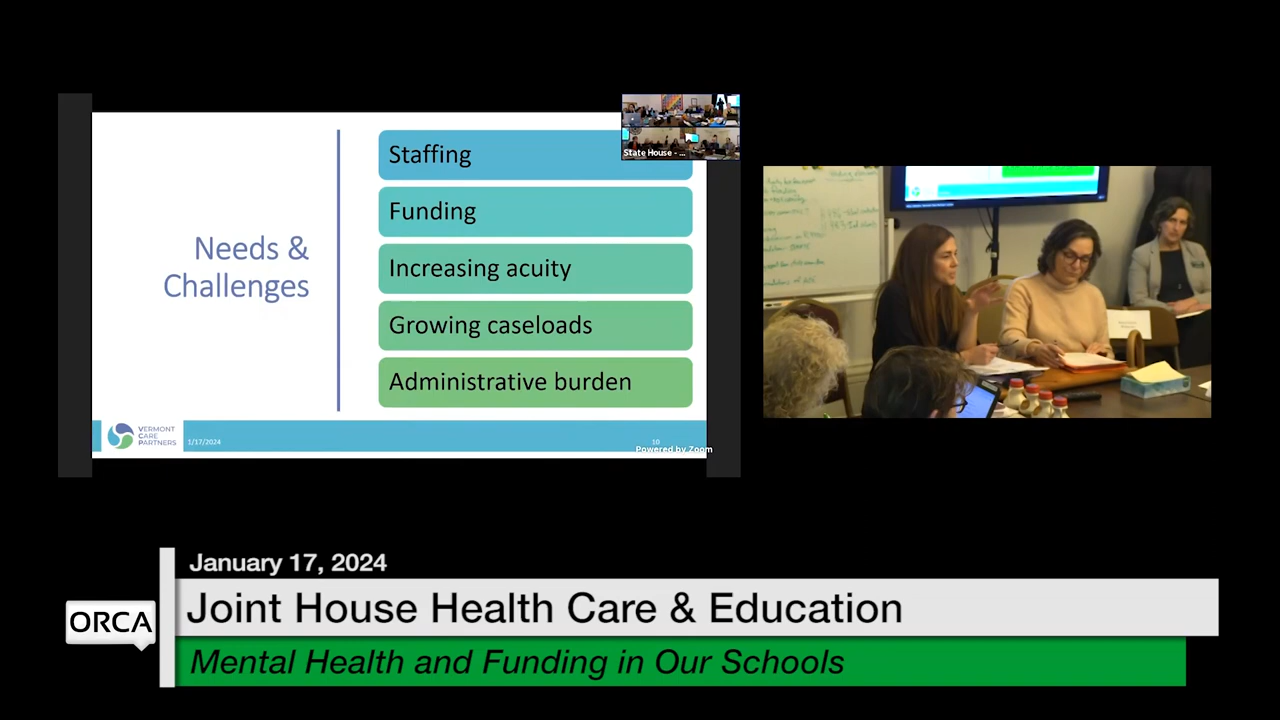 Needs &
Challenges
Staffing
Funding
Increasing acuity
Growing caseloads
Administrative burden
State House - ...
VERMONT
CARE
PARTNERS
1/17/2024
10
Powered by Zoom
January 17, 2024
ORCA
Joint House Health Care & Education
Mental Health and Funding in Our Schools